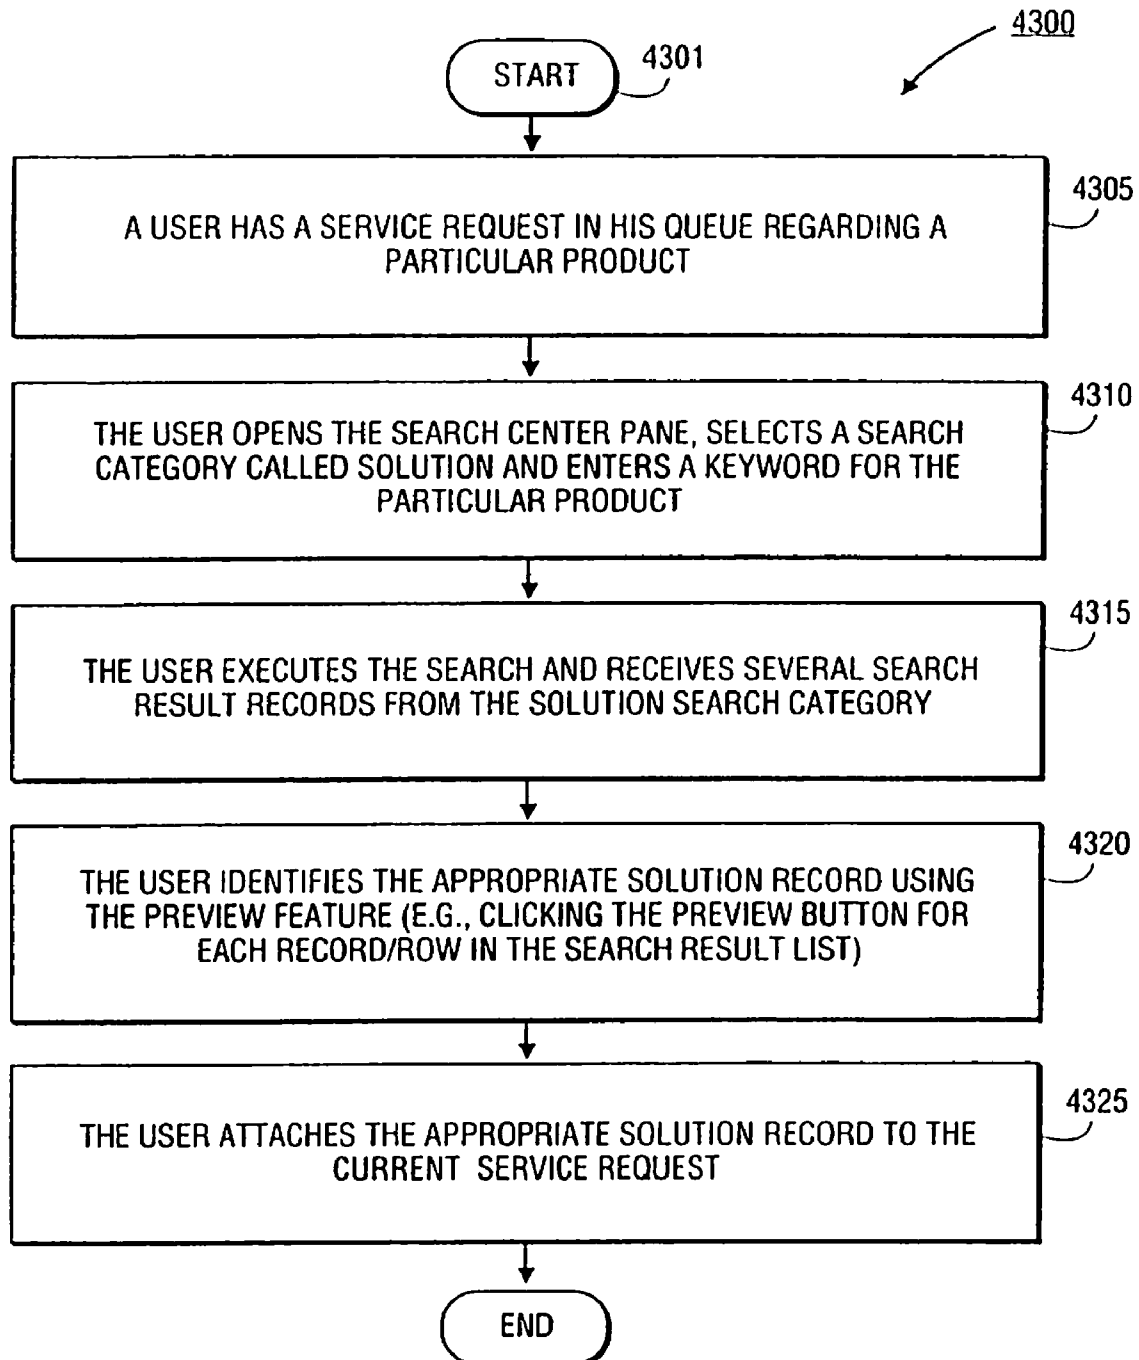 4300
START
4301
A USER HAS A SERVICE REQUEST IN HIS QUEUE REGARDING A
PARTICULAR PRODUCT
4305
THE USER OPENS THE SEARCH CENTER PANE, SELECTS A SEARCH
CATEGORY CALLED SOLUTION AND ENTERS A KEYWORD FOR THE
PARTICULAR PRODUCT
4310
THE USER EXECUTES THE SEARCH AND RECEIVES SEVERAL SEARCH
RESULT RECORDS FROM THE SOLUTION SEARCH CATEGORY
4315
THE USER IDENTIFIES THE APPROPRIATE SOLUTION RECORD USING
THE PREVIEW FEATURE (E.G., CLICKING THE PREVIEW BUTTON FOR
EACH RECORD/ROW IN THE SEARCH RESULT LIST)
4320
THE USER ATTACHES THE APPROPRIATE SOLUTION RECORD TO THE
CURRENT SERVICE REQUEST
4325
END